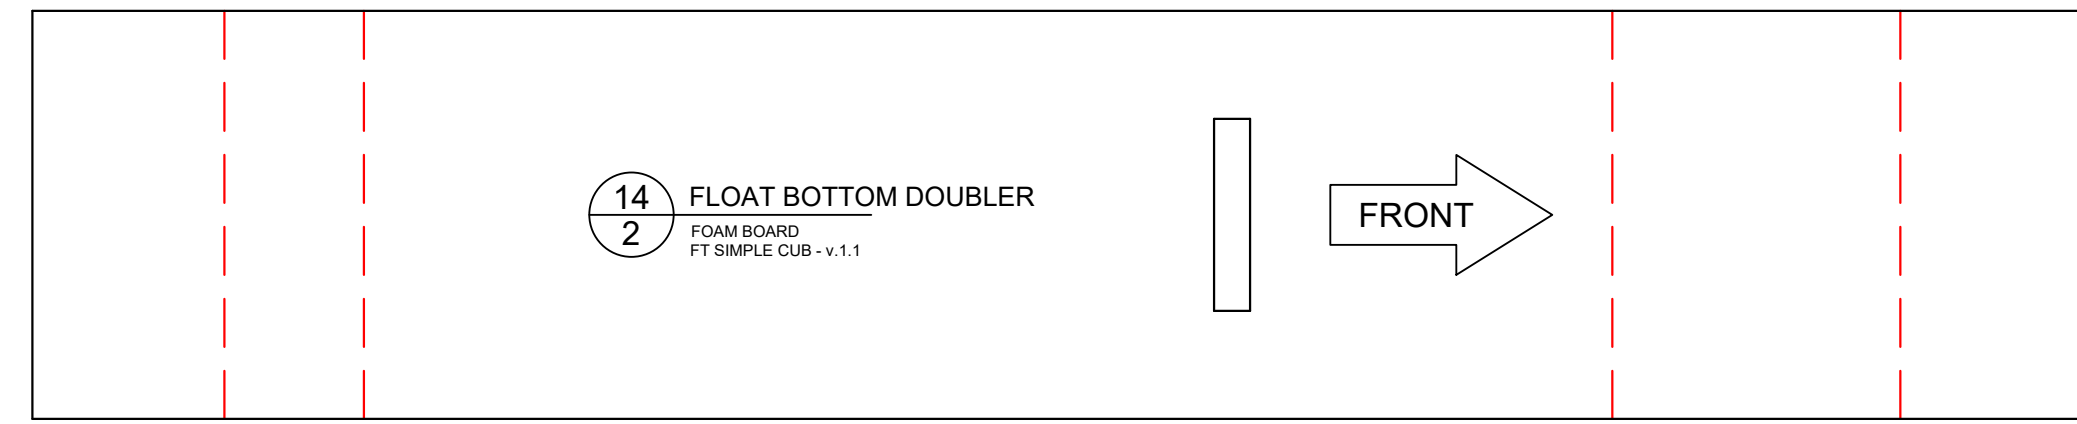 14
2
FLOAT BOTTOM DOUBLER
FOAM BOARD
FT SIMPLE CUB - v.1.1
FRONT